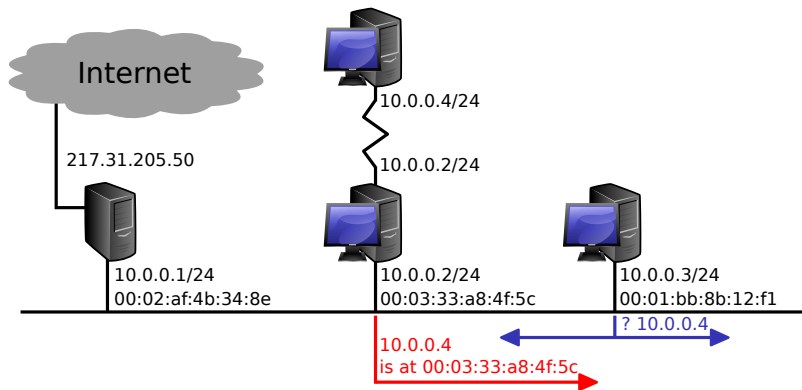 Internet
10.0.0.4/24
217.31.205.50
10.0.0.2/24
10.0.0.1/24
00:02:af:4b:34:8e
10.0.0.2/24
00:03:33:a8:4f:5c
10.0.0.3/24
00:01:bb:8b:12:f1
? 10.0.0.4
10.0.0.4
is at 00:03:33:a8:4f:5c